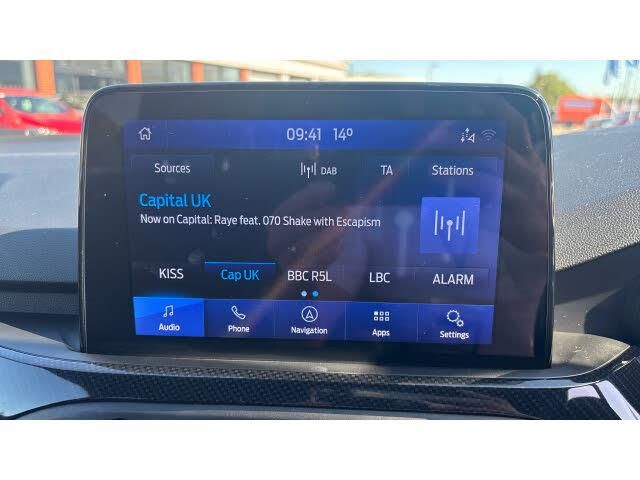 09:41 14º
Sources DAB TA Stations
Capital UK
Now on Capital: Raye feat. 070 Shake with Escapism
KISS Cap UK BBC R5L LBC ALARM
Audio Phone Navigation Apps Settings